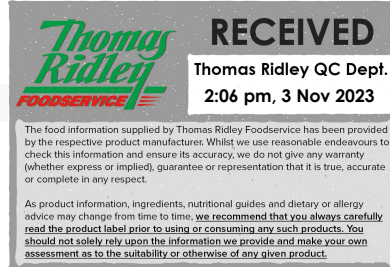 Thomas
Ridley
FOODSERVICE
RECEIVED
Thomas Ridley QC Dept.
2:06 pm, 3 Nov 2023
The food information supplied by Thomas Ridley Foodservice has been provided
by the respective product manufacturer. Whilst we use reasonable endeavours to
check this information and ensure its accuracy, we do not give any warranty
(whether express or implied), guarantee or representation that it is true, accurate
or complete in any respect.
As product information, ingredients, nutritional guides and dietary or allergy
advice may change from time to time, we recommend that you always carefully
read the product label prior to using or consuming any such products. You
should not solely rely upon the information we provide and make your own
assessment as to the suitability or otherwise of any given product.